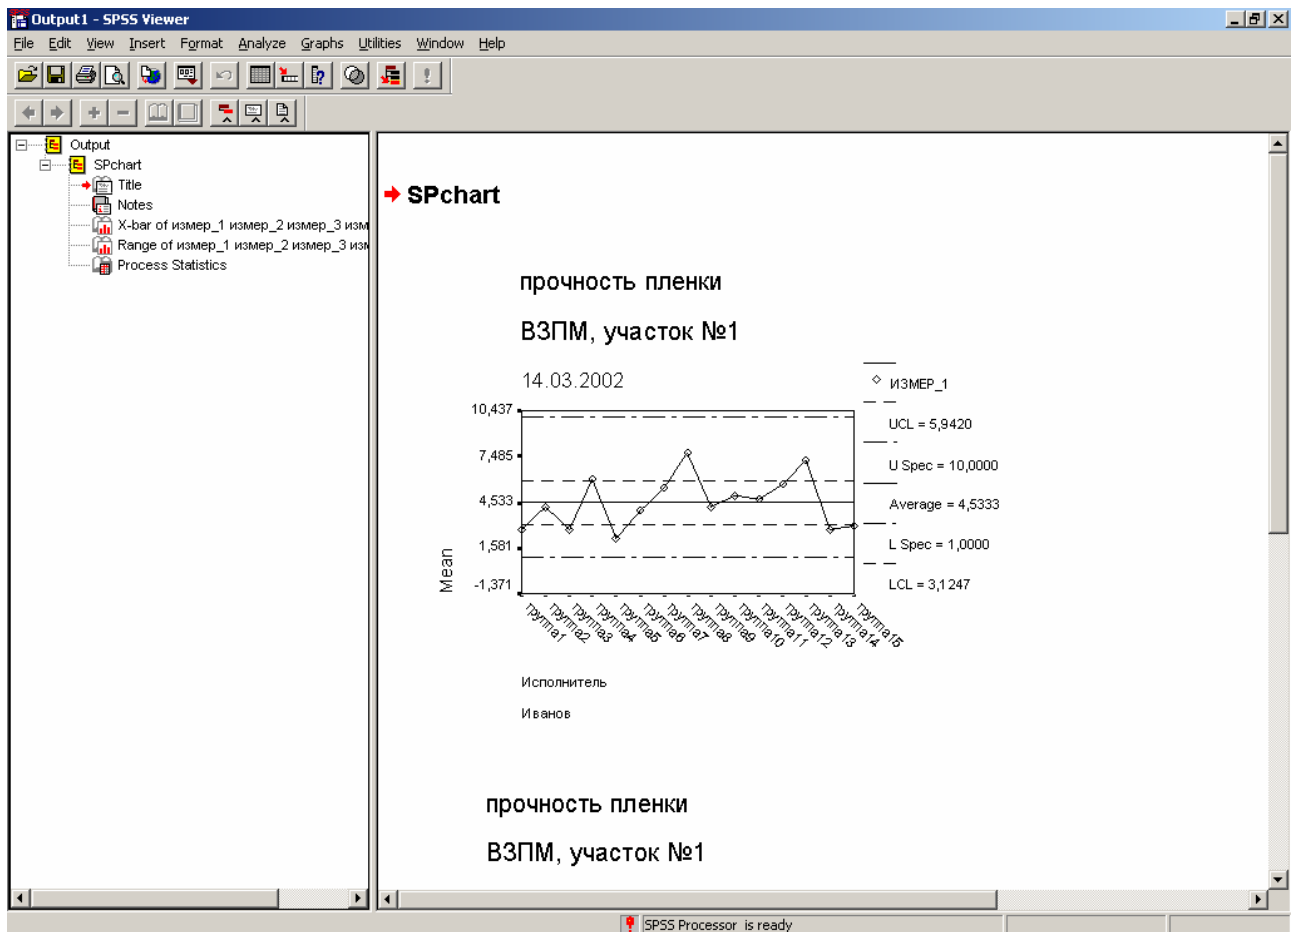 Output1 - SPSS Viewer
File Edit View Insert Format Analyze Graphs Utilities Window Help
Output
SPchart
Title
Notes
X-bar of измер_1 измер_2 измер_3 изм
Range of измер_1 измер_2 измер_3 изм
Process Statistics
SPchart
прочность пленки
ВЗПМ, участок №1
14.03.2002
10,437
7,485
4,533
1,581
-1,371
Mean
группа1
группа2
группа3
группа4
группа5
группа6
группа7
группа8
группа9
группа10
группа11
группа12
группа13
группа14
группа15
ИЗМЕР_1
UCL = 5,9420
U Spec = 10,0000
Average = 4,5333
L Spec = 1,0000
LCL = 3,1247
Исполнитель
Иванов
прочность пленки
ВЗПМ, участок №1
SPSS Processor is ready